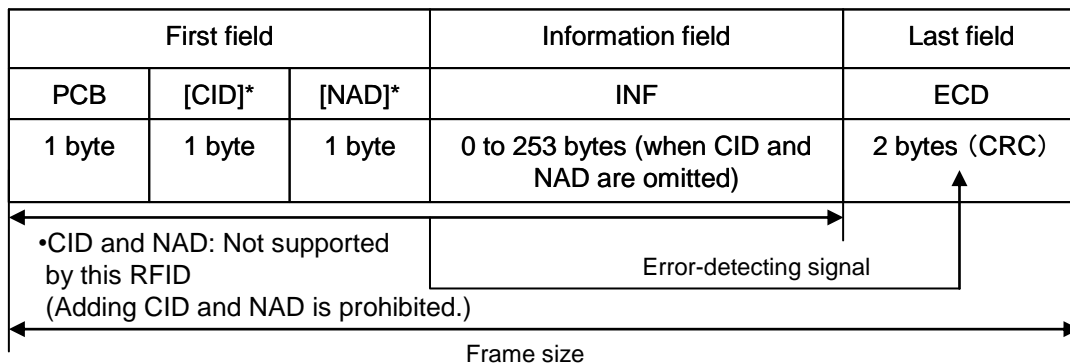 First field Information field Last field
PCB [CID]* [NAD]* INF ECD
1 byte 1 byte 1 byte 0 to 253 bytes (when CID and 2 bytes（CRC）
NAD are omitted)
•CID and NAD: Not supported
by this RFID
Error-detecting signal
(Adding CID and NAD is prohibited.)
Frame size